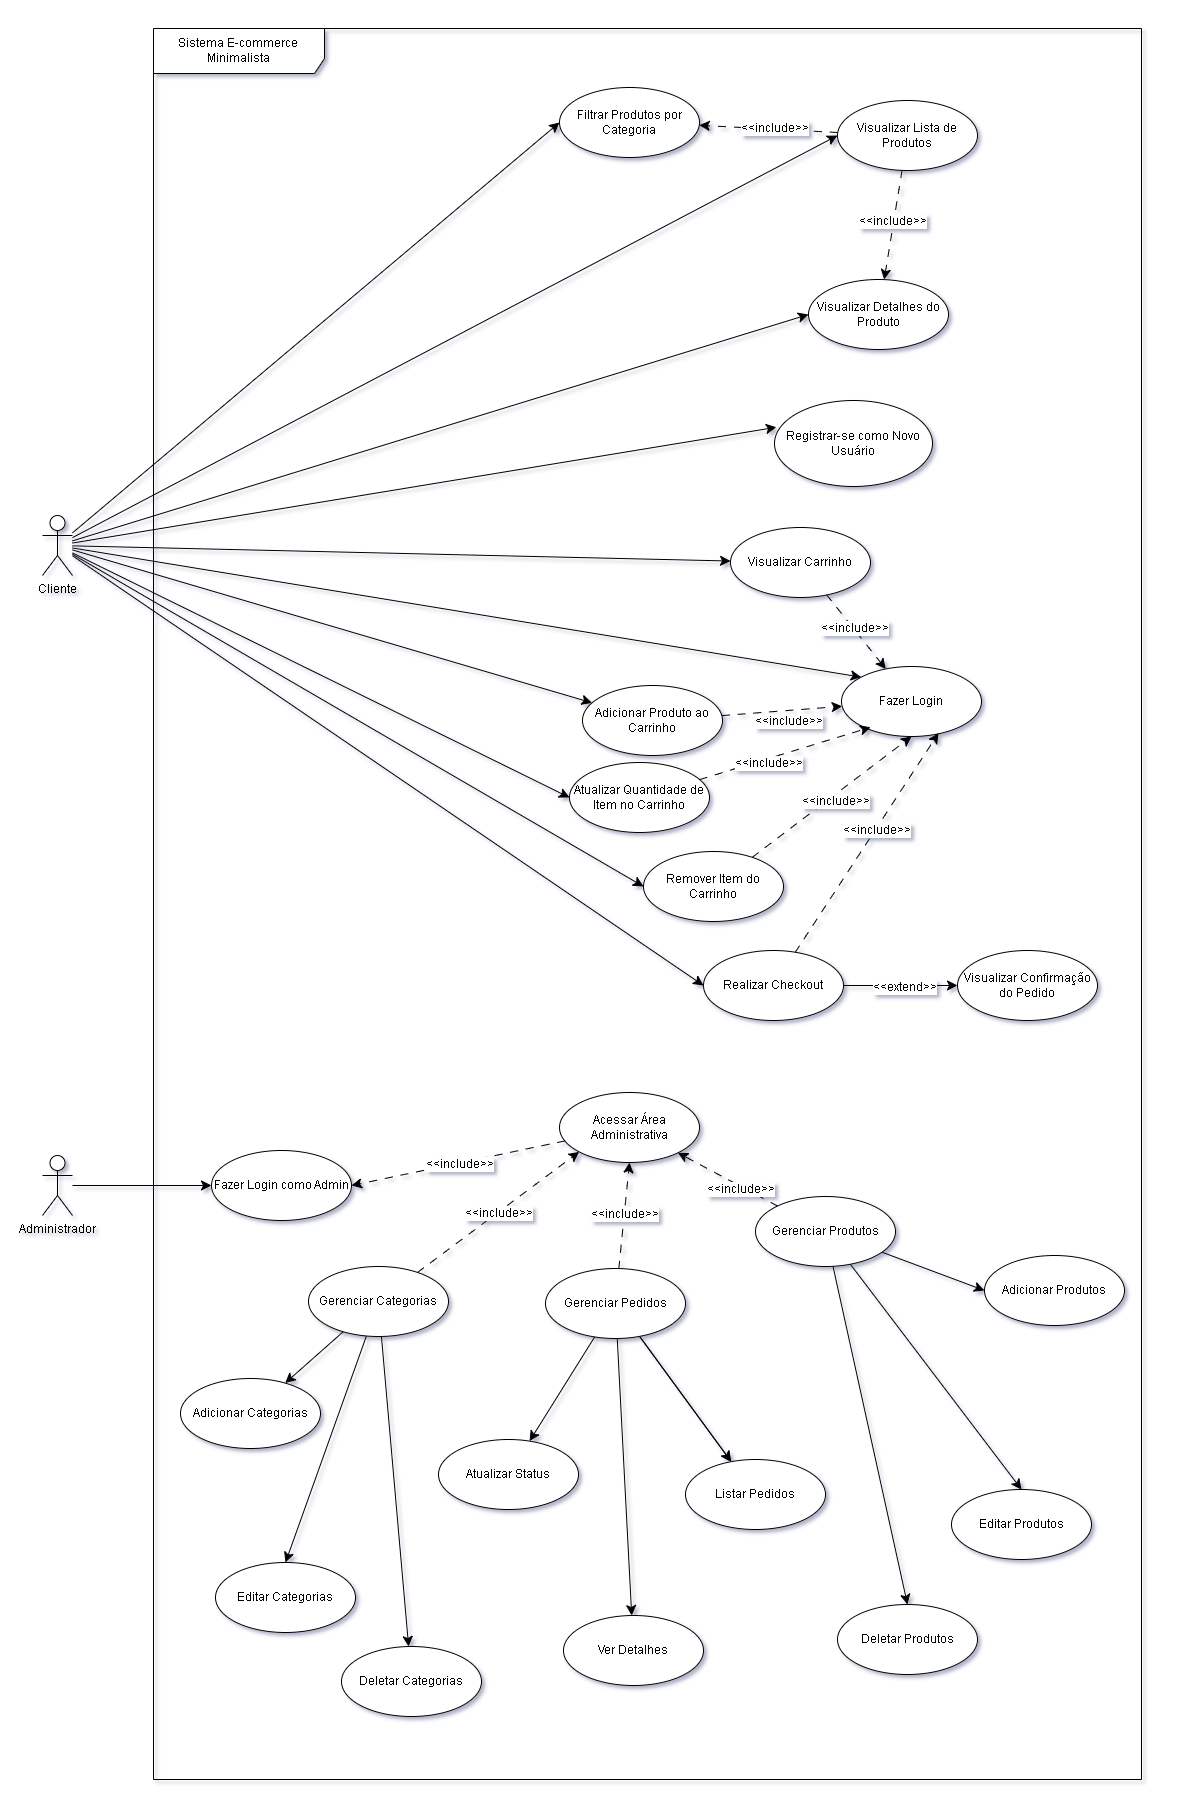 Sistema E-commerce
Minimalista
Filtrar Produtos por
Categoria
<<include>>
Visualizar Lista de
Produtos
<<include>>
Visualizar Detalhes do
Produto
Registrar-se como Novo
Usuário
Cliente
Visualizar Carrinho
<<include>>
Fazer Login
Adicionar Produto ao
Carrinho
<<include>>
Atualizar Quantidade de
Item no Carrinho
<<include>>
<<include>>
<<include>>
Remover Item do
Carrinho
Realizar Checkout
<<extend>>
Visualizar Confirmação
do Pedido
Acessar Área
Administrativa
<<include>>
Administrador
Fazer Login como Admin
<<include>>
<<include>>
<<include>>
Gerenciar Produtos
Gerenciar Categorias
Gerenciar Pedidos
Adicionar Produtos
Adicionar Categorias
Atualizar Status
Listar Pedidos
Editar Produtos
Editar Categorias
Deletar Produtos
Ver Detalhes
Deletar Categorias